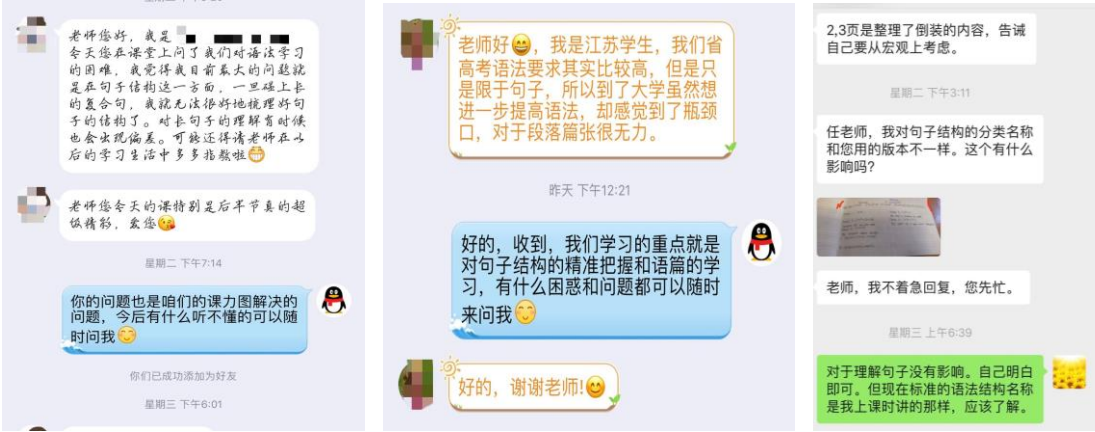 老师您好，我是
今天您在课堂上问了我们对语法学习
的困难，我觉得我目前最大的问题就
是在句子结构这一方面，一旦碰上长
的复合句，我就无法很好地梳理好句
子的结构了。对长句子的理解有时候
也会出现偏差。可能还得请老师在以
后的学习生活中多多指教啦
老师您今天的课特别是后半节真的超
级精彩，爱您
星期二 下午7:14
你的问题也是咱们的课力图解决的
问题，今后有什么听不懂的可以随
时问我
你们已成功添加为好友
星期三 下午6:01
老师好，我是江苏学生，我们省
高考语法要求其实比较高，但是只
是限于句子，所以到了大学虽然想
进一步提高语法，却感觉到了瓶颈
口，对于段落篇张很无力。
昨天 下午12:21
好的，收到，我们学习的重点就是
对句子结构的精准把握和语篇的学
习，有什么困惑和问题都可以随时
来问我
好的，谢谢老师!
2,3页是整理了倒装的内容，告诫
自己要从宏观上考虑。
星期二 下午3:11
任老师，我对句子结构的分类名称
和您用的版本不一样。这个有什么
影响吗?
老师，我不着急回复，您先忙。
星期三 上午6:39
对于理解句子没有影响。自己明白
即可。但现在标准的语法结构名称
是我上课时讲的那样，应该了解。